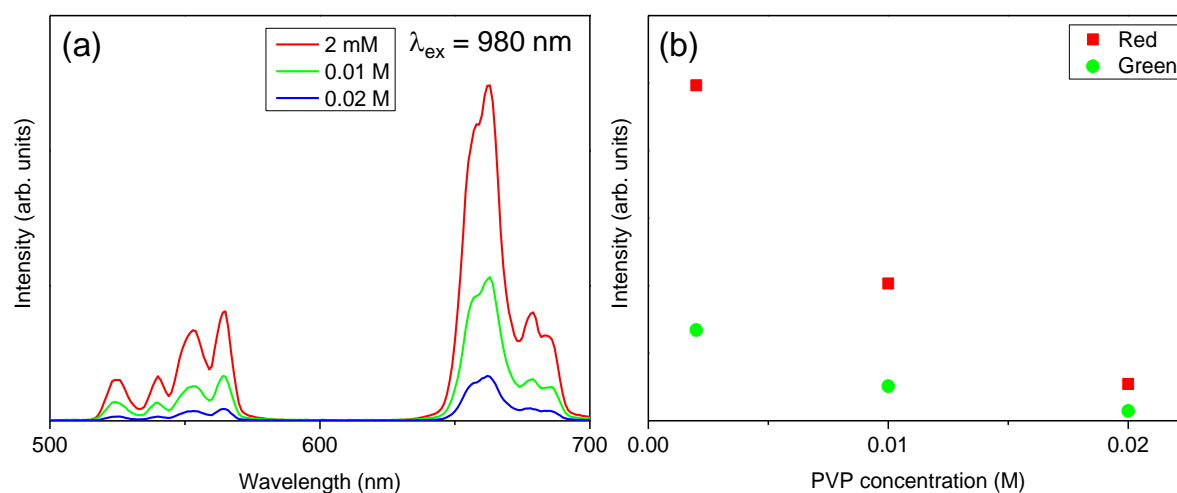 (a)
2 mM
0.01 M
0.02 M
λex = 980 nm
Intensity (arb. units)
500
600
700
Wavelength (nm)
(b)
Red
Green
Intensity (arb. units)
0.00
0.01
0.02
PVP concentration (M)